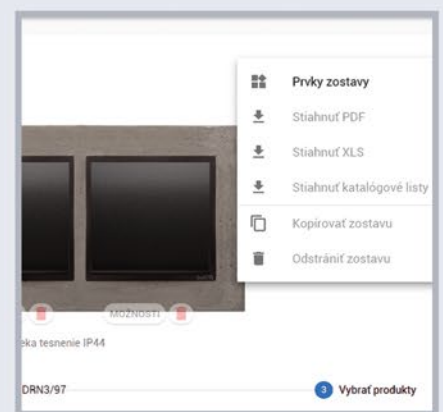 Prvky zostavy
Stiahnuť PDF
Stiahnuť XLS
Stiahnuť katalógové listy
Kopírovať zostavu
Odstrániť zostavu
MOŽNOSTI
eka tesnenie IP44
DRN3/97
3 Vybrať produkty